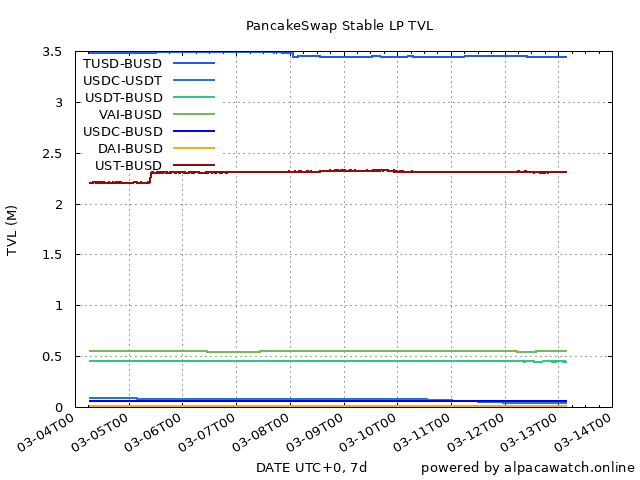 PancakeSwap Stable LP TVL
TVL (M)
3.5
3
2.5
2
1.5
1
0.5
0
TUSD-BUSD
USDC-USDT
USDT-BUSD
VAI-BUSD
USDC-BUSD
DAI-BUSD
UST-BUSD
03-04T00
03-05T00
03-06T00
03-07T00
03-08T00
03-09T00
03-10T00
03-11T00
03-12T00
03-13T00
03-14T00
DATE UTC+0, 7d
powered by alpacawatch.online